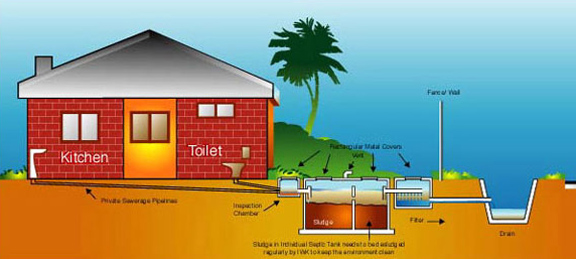 Fence/ Wall
Rectangular Metal Covers
Vent
Kitchen
Toilet
Private Sewerage Pipelines
Inspection
Chamber
Sludge
Filter
Drain
Sludge in Individual Septic Tank needs to be desludged
regularly by IWK to keep the environment clean